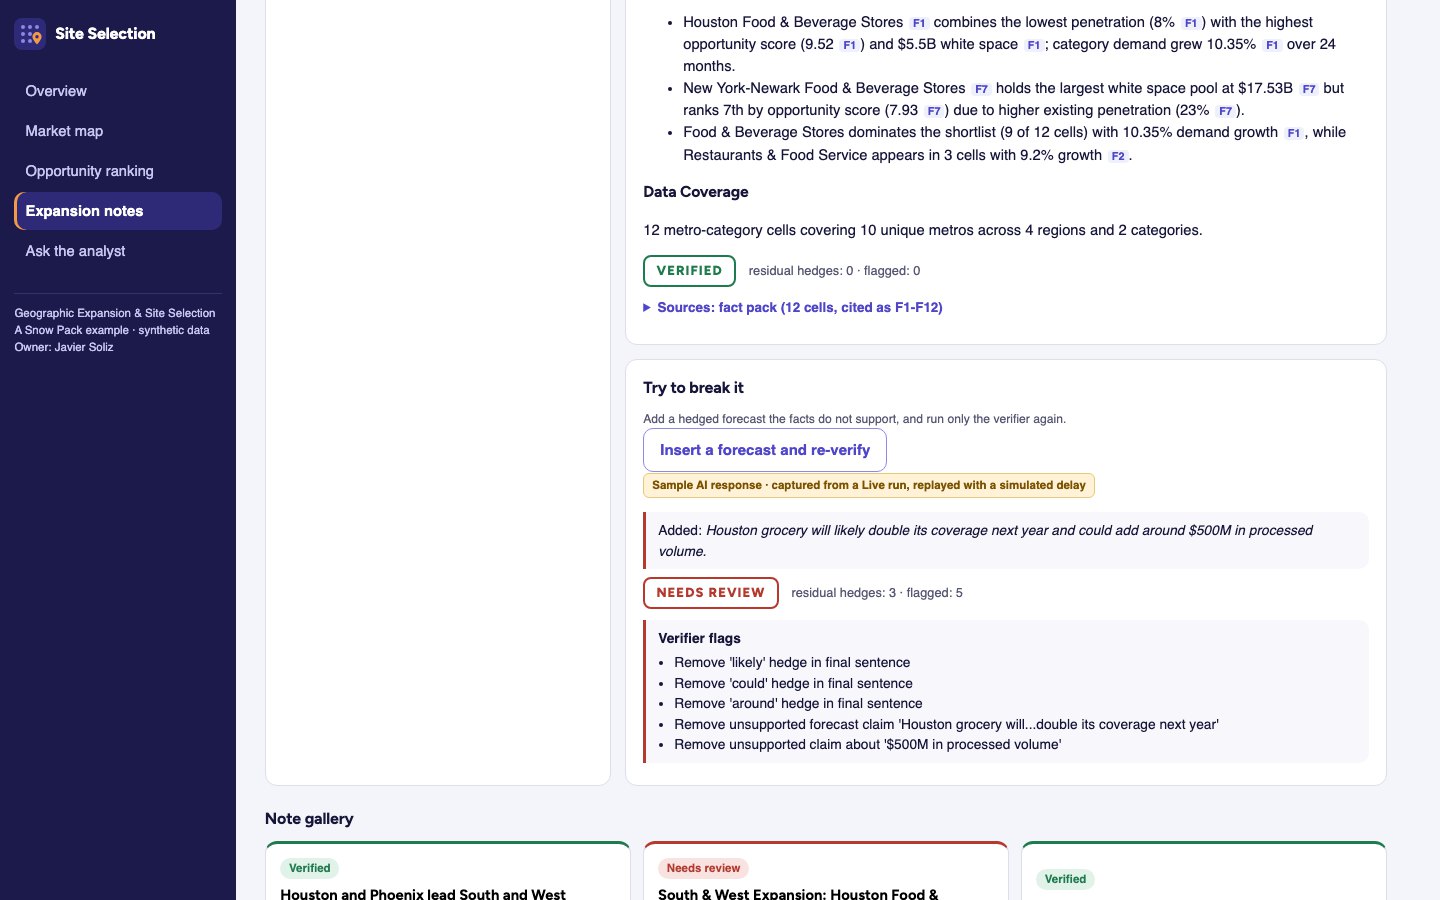 Site Selection
Overview
Market map
Opportunity ranking
Expansion notes
Ask the analyst
Geographic Expansion & Site Selection
A Snow Pack example · synthetic data
Owner: Javier Soliz
• Houston Food & Beverage Stores F1 combines the lowest penetration (8% F1 ) with the highest
opportunity score (9.52 F1 ) and $5.5B white space F1 ; category demand grew 10.35% F1 over 24
months.
• New York-Newark Food & Beverage Stores F7 holds the largest white space pool at $17.53B F7 but
ranks 7th by opportunity score (7.93 F7 ) due to higher existing penetration (23% F7 ).
• Food & Beverage Stores dominates the shortlist (9 of 12 cells) with 10.35% demand growth F1 , while
Restaurants & Food Service appears in 3 cells with 9.2% growth F2 .
Data Coverage
12 metro-category cells covering 10 unique metros across 4 regions and 2 categories.
VERIFIED residual hedges: 0 · flagged: 0
▶ Sources: fact pack (12 cells, cited as F1-F12)
Try to break it
Add a hedged forecast the facts do not support, and run only the verifier again.
Insert a forecast and re-verify
Sample AI response · captured from a Live run, replayed with a simulated delay
Added: Houston grocery will likely double its coverage next year and could add around $500M in processed
volume.
NEEDS REVIEW residual hedges: 3 · flagged: 5
Verifier flags
• Remove 'likely' hedge in final sentence
• Remove 'could' hedge in final sentence
• Remove 'around' hedge in final sentence
• Remove unsupported forecast claim 'Houston grocery will...double its coverage next year'
• Remove unsupported claim about '$500M in processed volume'
Note gallery
Verified
Houston and Phoenix lead South and West
Needs review
South & West Expansion: Houston Food &
Verified